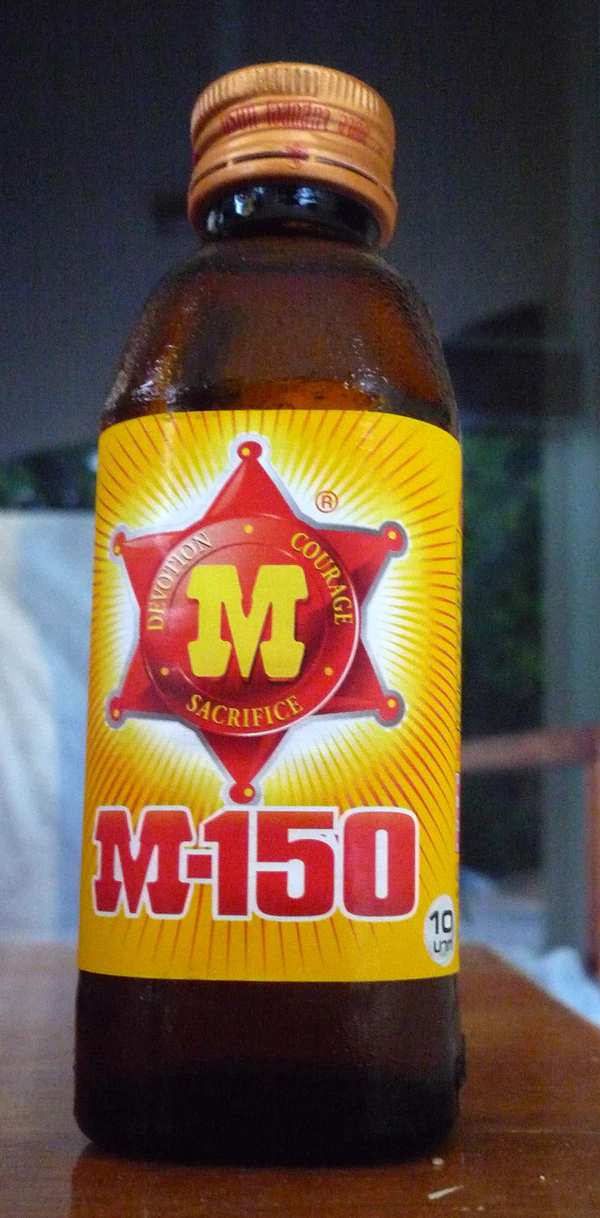 ®
DEVOTION
COURAGE
M
SACRIFICE
M-150
10
บาท